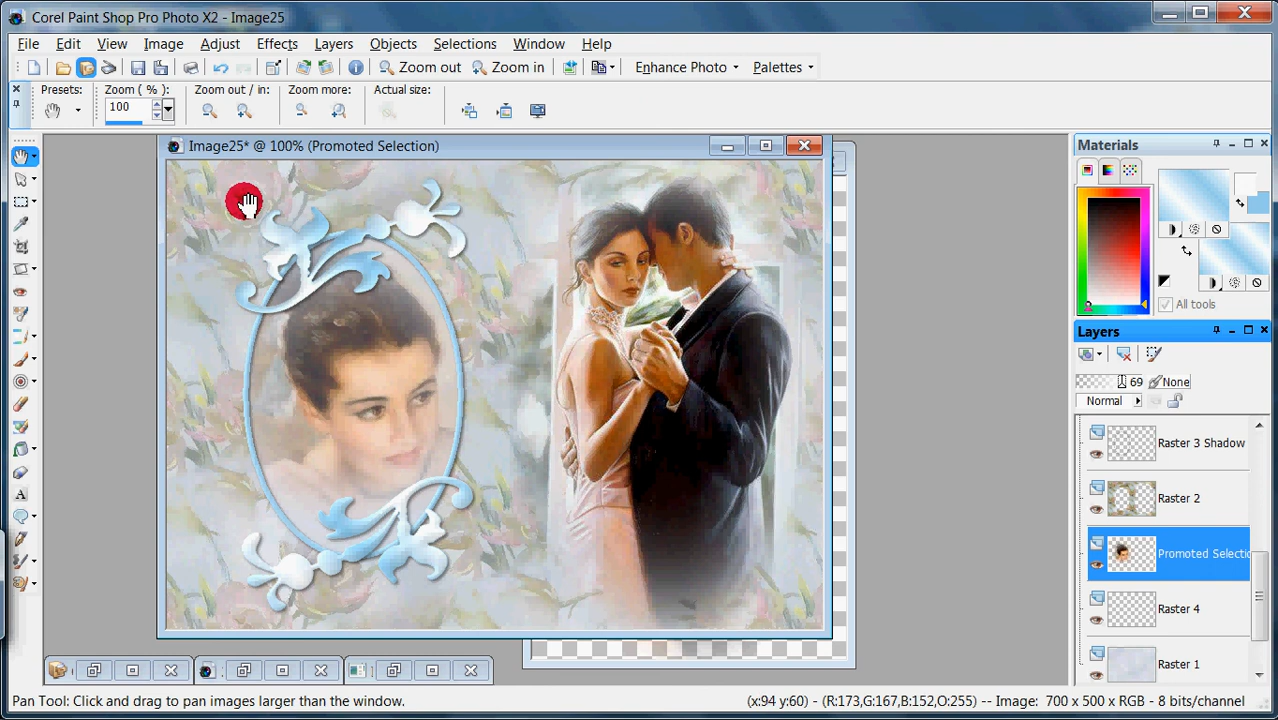 Corel Paint Shop Pro Photo X2 - Image25
File Edit View Image Adjust Effects Layers Objects Selections Window Help
Zoom out Zoom in Enhance Photo Palettes
Presets: Zoom ( % ): Zoom out / in: Zoom more: Actual size:
100
Image25* @ 100% (Promoted Selection)
Materials
All tools
Layers
69 None
Normal
Raster 3 Shadow
Raster 2
Promoted Selectio
Raster 4
Raster 1
Pan Tool: Click and drag to pan images larger than the window.
(x:94 y:60) - (R:173,G:167,B:152,O:255) -- Image: 700 x 500 x RGB - 8 bits/channel